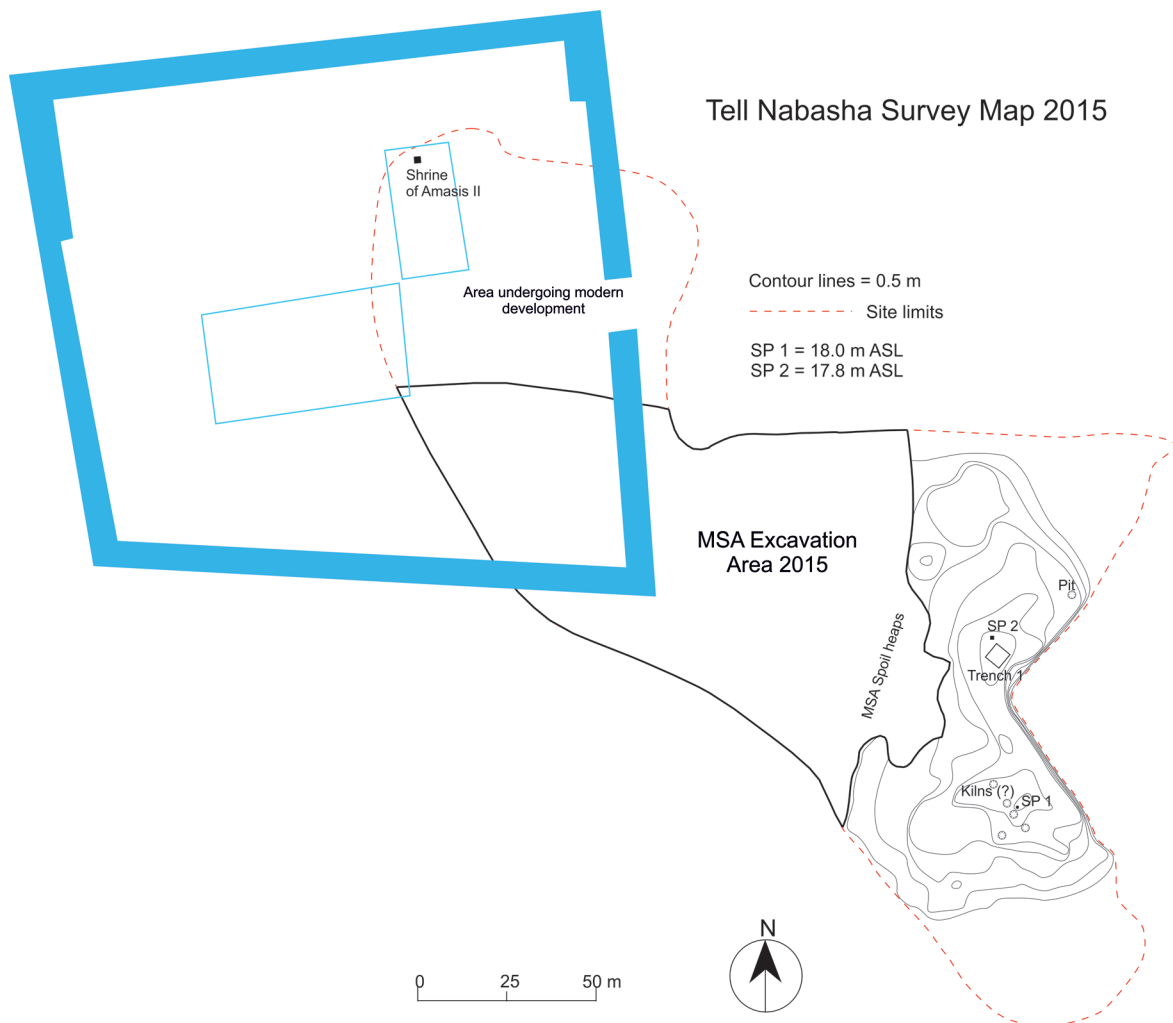 Tell Nabasha Survey Map 2015
Shrine
of Amasis II
Area undergoing modern
development
Contour lines = 0.5 m
Site limits
SP 1 = 18.0 m ASL
SP 2 = 17.8 m ASL
MSA Excavation
Area 2015
Pit
SP 2
Trench 1
MSA Spoil heaps
Kilns (?)
SP 1
N
0 25 50 m